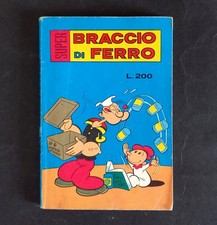 SUPER
BRACCIO
DI FERRO
L. 200